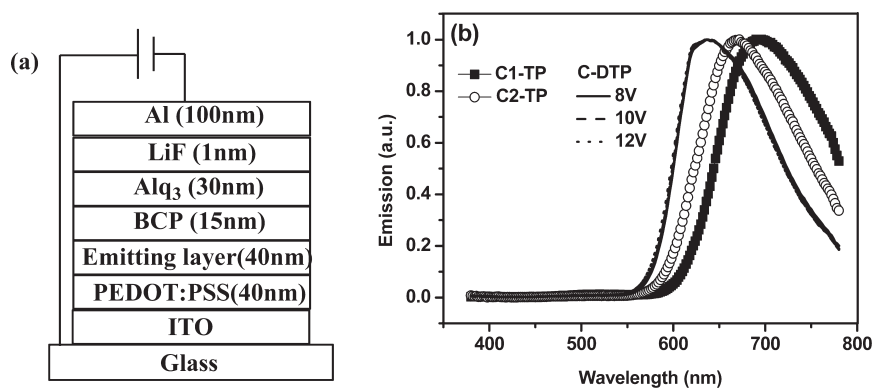 (a)
Al (100nm)
LiF (1nm)
Alq₃ (30nm)
BCP (15nm)
Emitting layer(40nm)
PEDOT:PSS(40nm)
ITO
Glass
(b)
C1-TP
C2-TP
C-DTP
8V
10V
12V
Emission (a.u.)
1.0
0.8
0.6
0.4
0.2
0.0
400 500 600 700 800
Wavelength (nm)